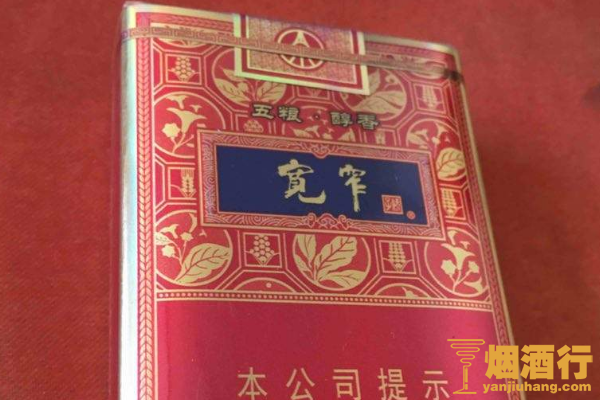 五粮·醇香
宽窄
本公司提示
烟酒行
yanjiuhang.com